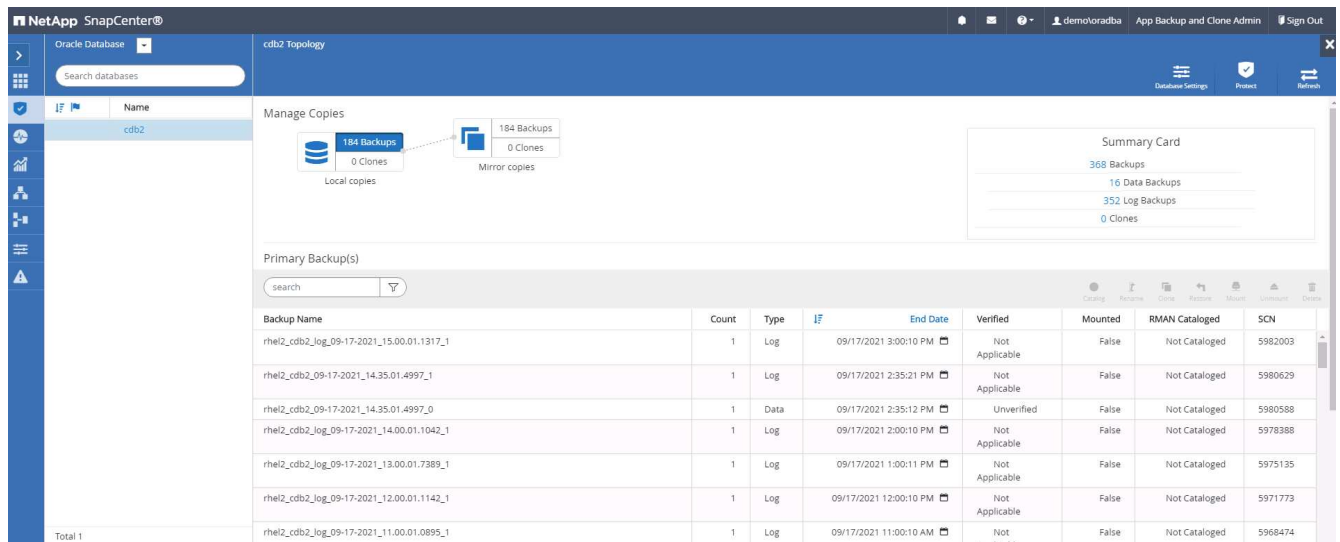 NetApp SnapCenter®
demo\oradba App Backup and Clone Admin Sign Out
Oracle Database
cdb2 Topology
Search databases
Database Settings Protect Refresh
Name
cdb2
Manage Copies
184 Backups
0 Clones
Local copies
184 Backups
0 Clones
Mirror copies
Summary Card
368 Backups
16 Data Backups
352 Log Backups
0 Clones
Primary Backup(s)
search
Catalog Rename Clone Restore Mount Unmount Delete
Backup Name Count Type End Date Verified Mounted RMAN Cataloged SCN
rhel2_cdb2_log_09-17-2021_15.00.01.1317_1 1 Log 09/17/2021 3:00:10 PM Not Applicable False Not Cataloged 5982003
rhel2_cdb2_09-17-2021_14.35.01.4997_1 1 Log 09/17/2021 2:35:21 PM Not Applicable False Not Cataloged 5980629
rhel2_cdb2_09-17-2021_14.35.01.4997_0 1 Data 09/17/2021 2:35:12 PM Unverified False Not Cataloged 5980588
rhel2_cdb2_log_09-17-2021_14.00.01.1042_1 1 Log 09/17/2021 2:00:10 PM Not Applicable False Not Cataloged 5978388
rhel2_cdb2_log_09-17-2021_13.00.01.7389_1 1 Log 09/17/2021 1:00:11 PM Not Applicable False Not Cataloged 5975135
rhel2_cdb2_log_09-17-2021_12.00.01.1142_1 1 Log 09/17/2021 12:00:10 PM Not Applicable False Not Cataloged 5971773
rhel2_cdb2_log_09-17-2021_11.00.01.0895_1 1 Log 09/17/2021 11:00:10 AM Not False Not Cataloged 5968474
Total 1